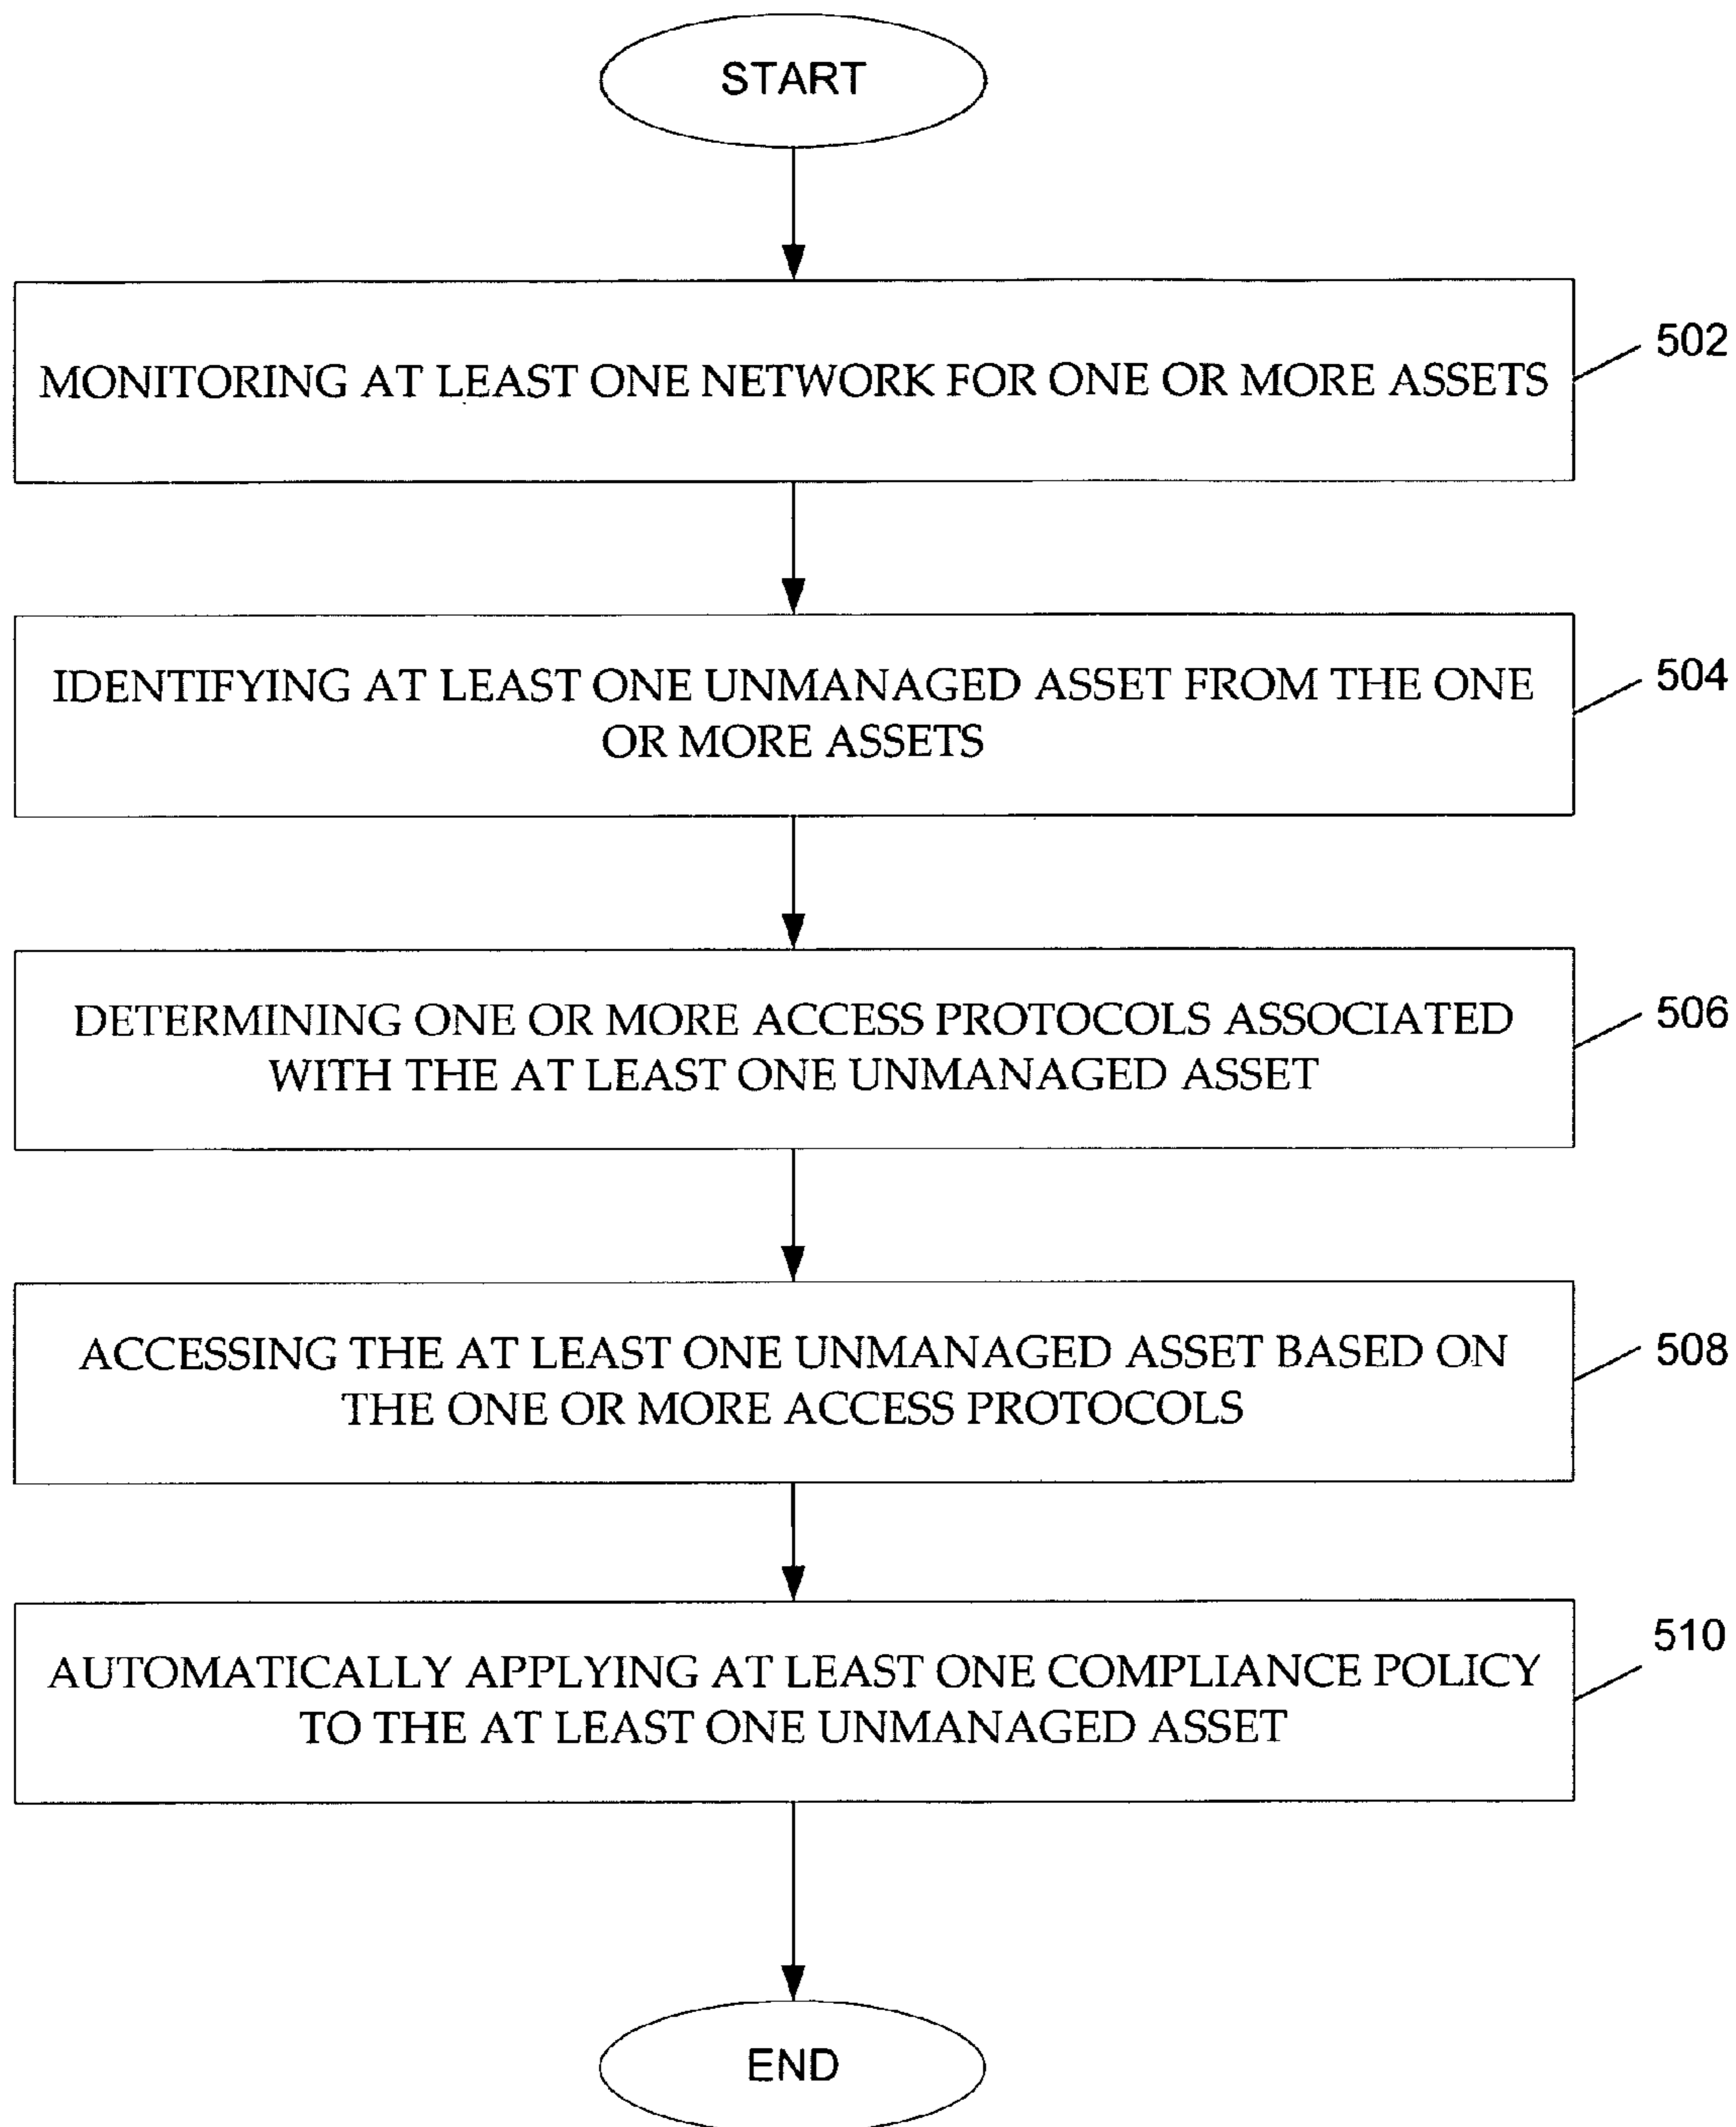 START
MONITORING AT LEAST ONE NETWORK FOR ONE OR MORE ASSETS
502
IDENTIFYING AT LEAST ONE UNMANAGED ASSET FROM THE ONE
OR MORE ASSETS
504
DETERMINING ONE OR MORE ACCESS PROTOCOLS ASSOCIATED
WITH THE AT LEAST ONE UNMANAGED ASSET
506
ACCESSING THE AT LEAST ONE UNMANAGED ASSET BASED ON
THE ONE OR MORE ACCESS PROTOCOLS
508
AUTOMATICALLY APPLYING AT LEAST ONE COMPLIANCE POLICY
TO THE AT LEAST ONE UNMANAGED ASSET
510
END